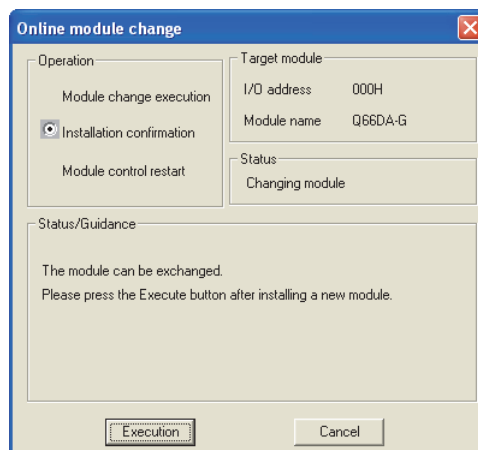 Online module change
Operation
Module change execution
Installation confirmation
Module control restart
Target module
I/O address 000H
Module name Q66DA-G
Status
Changing module
Status/Guidance
The module can be exchanged.
Please press the Execute button after installing a new module.
Execution Cancel